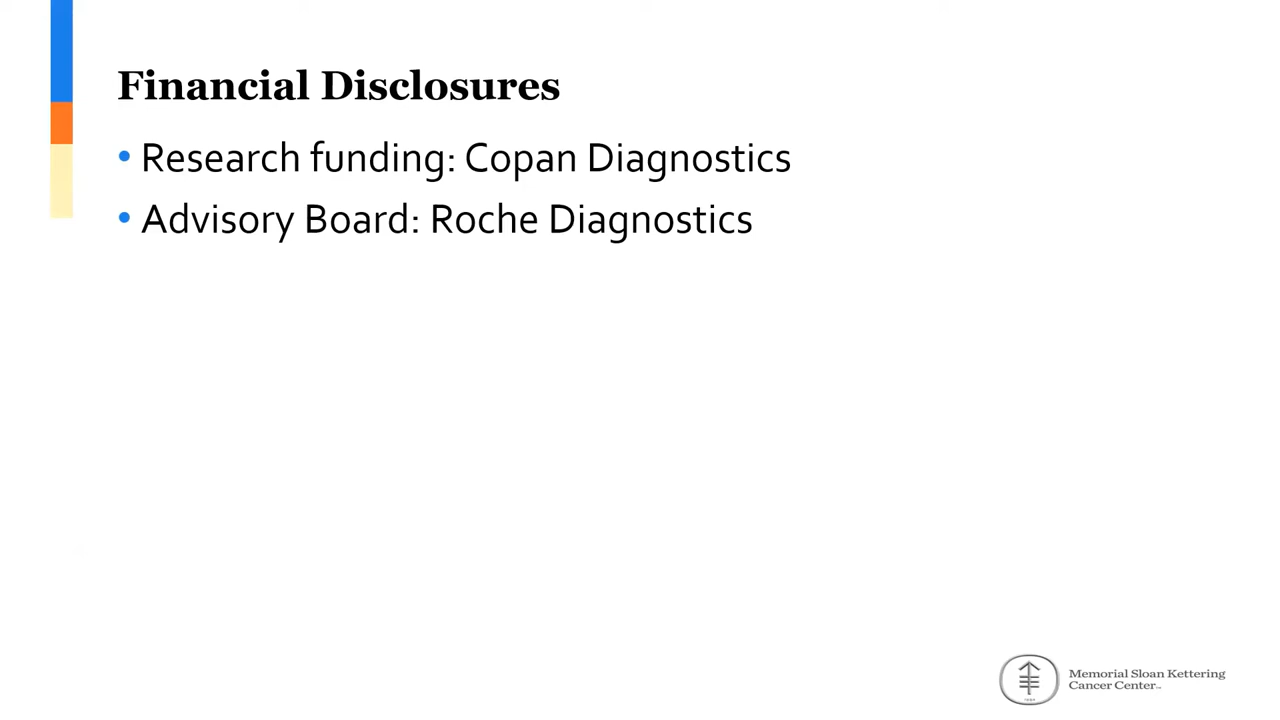 Financial Disclosures
• Research funding: Copan Diagnostics
• Advisory Board: Roche Diagnostics
Memorial Sloan Kettering
Cancer Center